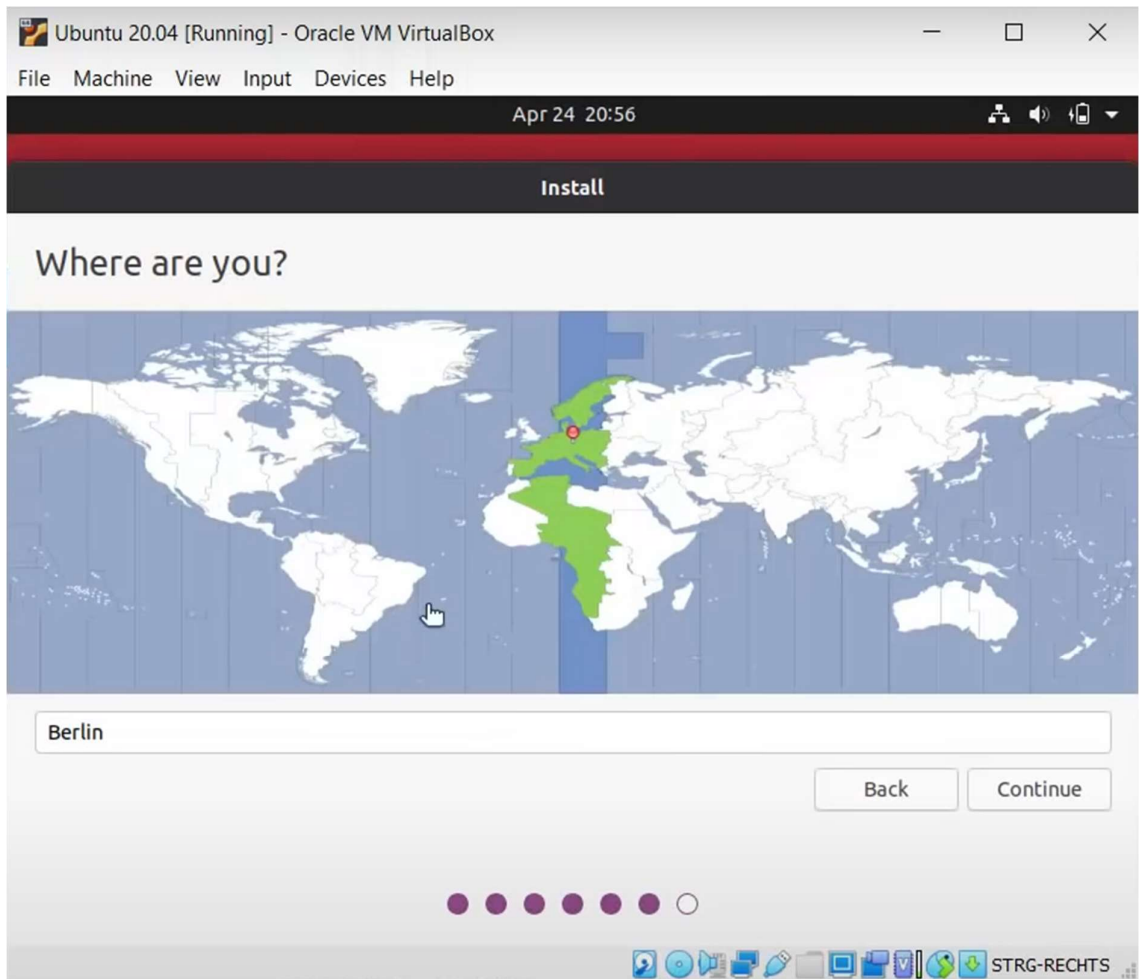 Ubuntu 20.04 [Running] - Oracle VM VirtualBox
File Machine View Input Devices Help
Apr 24 20:56
Install
Where are you?
Berlin
Back Continue
V
STRG-RECHTS